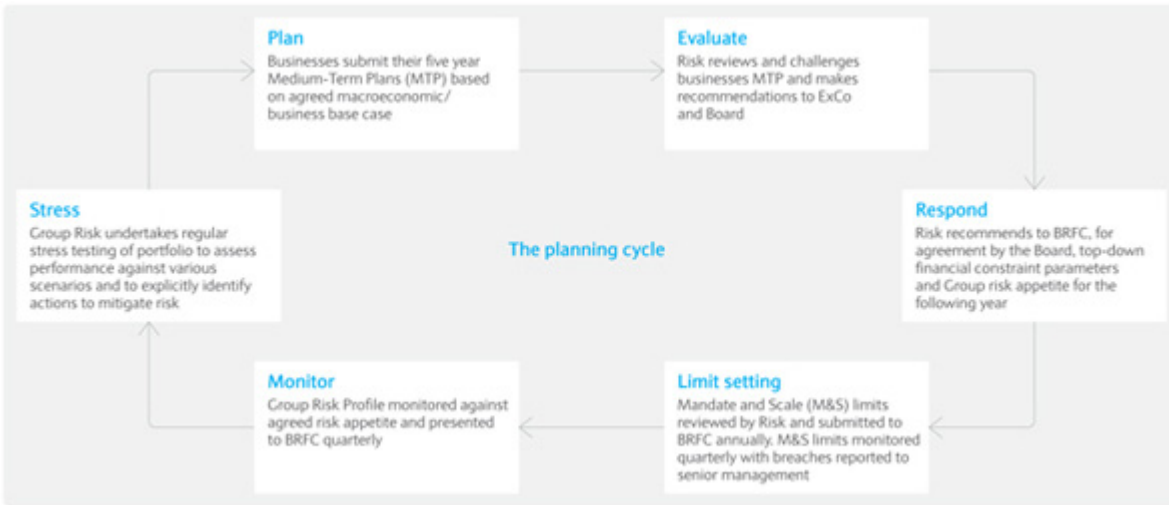 Plan
Businesses submit their five year
Medium-Term Plans (MTP) based
on agreed macroeconomic/
business base case
Evaluate
Risk reviews and challenges
businesses MTP and makes
recommendations to ExCo
and Board
Respond
Risk recommends to BRFC, for
agreement by the Board, top-down
financial constraint parameters
and Group risk appetite for the
following year
Limit setting
Mandate and Scale (M&S) limits
reviewed by Risk and submitted to
BRFC annually. M&S limits monitored
quarterly with breaches reported to
senior management
Monitor
Group Risk Profile monitored against
agreed risk appetite and presented
to BRFC quarterly
Stress
Group Risk undertakes regular
stress testing of portfolio to assess
performance against various
scenarios and to explicitly identify
actions to mitigate risk
The planning cycle